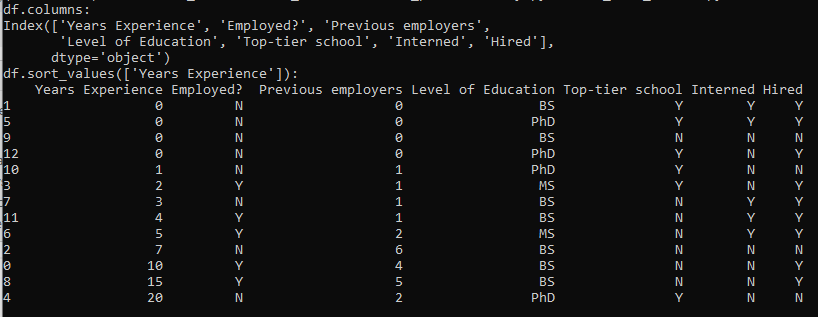 df.columns:
Index(['Years Experience', 'Employed?', 'Previous employers',
       'Level of Education', 'Top-tier school', 'Interned', 'Hired'],
      dtype='object')
df.sort_values(['Years Experience']):
    Years Experience Employed?  Previous employers Level of Education Top-tier school Interned Hired
1                  0         N                   0                 BS               Y        Y     Y
5                  0         N                   0                PhD               Y        Y     Y
9                  0         N                   0                 BS               N        N     N
12                 0         N                   0                PhD               Y        N     Y
10                 1         N                   1                PhD               Y        N     N
3                  2         Y                   1                 MS               Y        N     Y
7                  3         N                   1                 BS               N        Y     Y
11                 4         Y                   1                 BS               N        Y     Y
6                  5         Y                   2                 MS               N        Y     Y
2                  7         N                   6                 BS               N        N     N
0                 10         Y                   4                 BS               N        N     Y
8                 15         Y                   5                 BS               N        N     Y
4                 20         N                   2                PhD               Y        N     N